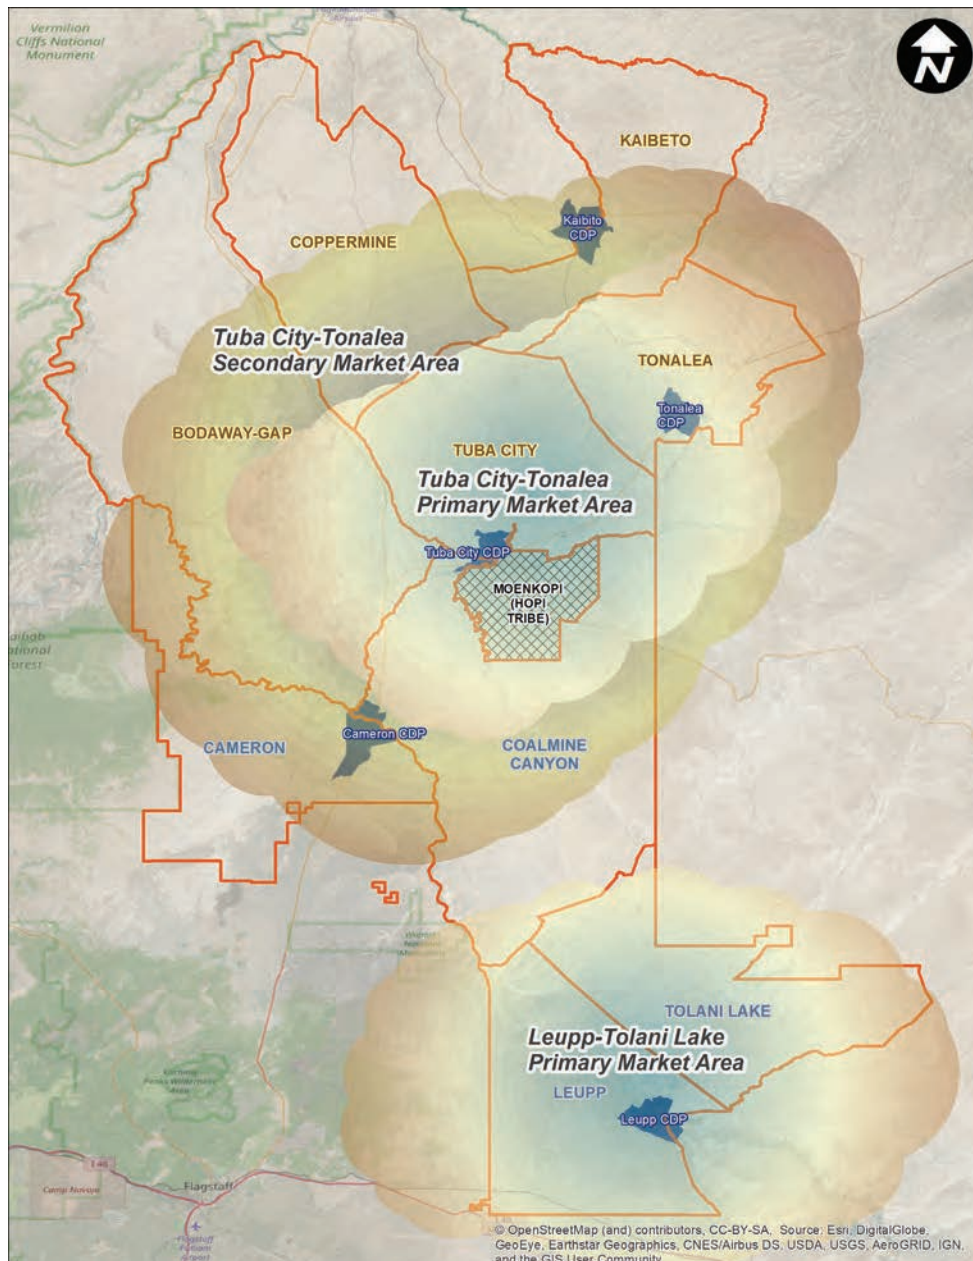 Vermilion
Cliffs National
Monument
Airport
N
KAIBETO
Kaibito
CDP
COPPERMINE
Tuba City-Tonalea
Secondary Market Area
TONALEA
Tonalea
CDP
BODAWAY-GAP
TUBA CITY
Tuba City-Tonalea
Primary Market Area
Tuba City CDP
MOENKOPI
(HOPI
TRIBE)
Cameron CDP
CAMERON
COALMINE
CANYON
TOLANI LAKE
Leupp-Tolani Lake
Primary Market Area
LEUPP
Leupp CDP
I 40
Camp Navajo
Flagstaff
Flagstaff
Pulliam
Airport
© OpenStreetMap (and) contributors, CC-BY-SA, Source: Esri, DigitalGlobe,
GeoEye, Earthstar Geographics, CNES/Airbus DS, USDA, USGS, AeroGRID, IGN,
and the GIS User Community